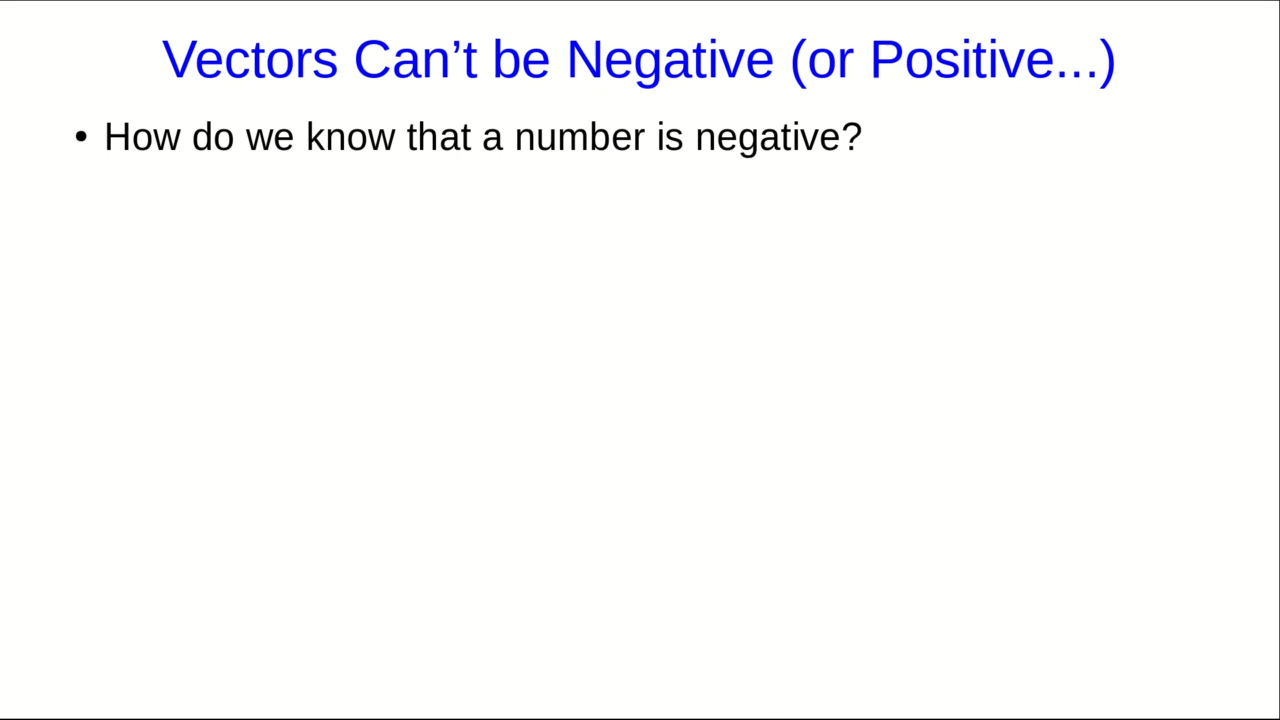 Vectors Can’t be Negative (or Positive...)
• How do we know that a number is negative?